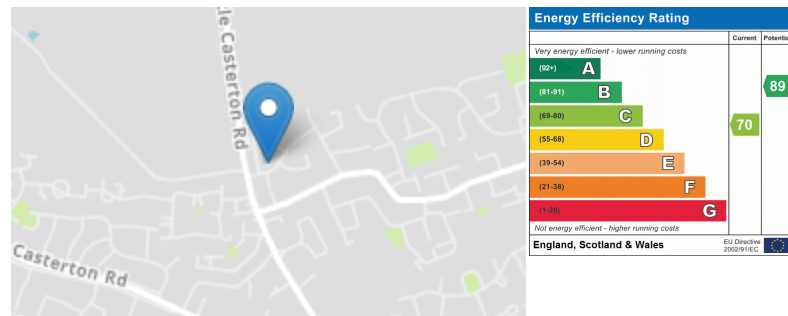 le Casterton Rd
Casterton Rd
Energy Efficiency Rating
Current
Potentia
Very energy efficient - lower running costs
(92+) A
(81-91) B
89
(69-80) C
70
(55-68) D
(39-54) E
(21-38) F
(1-20) G
Not energy efficient - higher running costs
England, Scotland & Wales
EU Directive
2002/91/EC